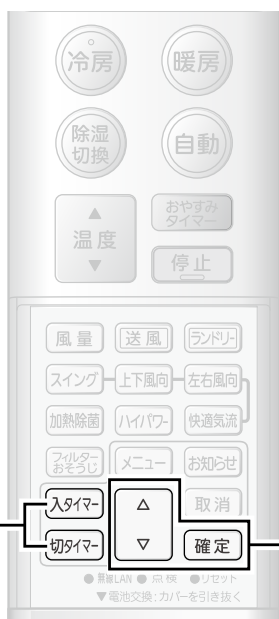 冷房 暖房
除湿
切換
自動
▲
温度
▼
おやすみ
タイマー
停止
風量 送風 ランドリー
スイング 上下風向 左右風向
加熱除菌 ハイパワー 快適気流
フィルター
おそうじ
メニュー お知らせ
入タイマー △ 取消
切タイマー ▽ 確定
●無線LAN ●点検 ●リセット
▼電池交換:カバーを引き抜く